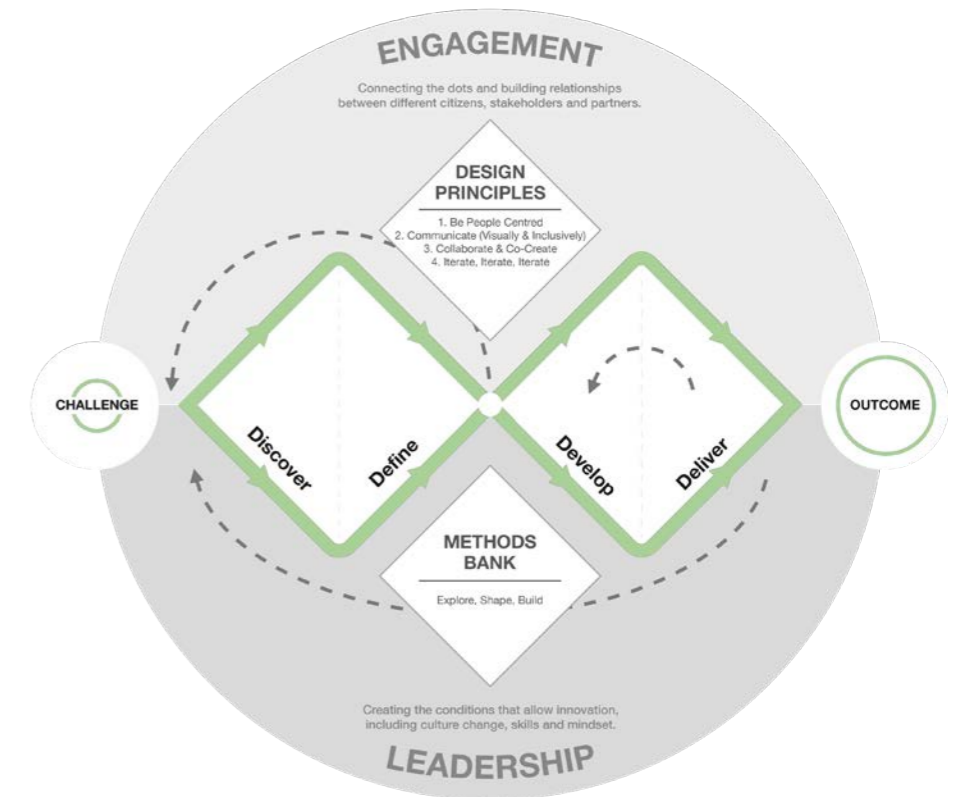 ENGAGEMENT
Connecting the dots and building relationships
between different citizens, stakeholders and partners.
DESIGN
PRINCIPLES
1. Be People Centred
2. Communicate (Visually & Inclusively)
3. Collaborate & Co-Create
4. Iterate, Iterate, Iterate
CHALLENGE
Discover
Define
Develop
Deliver
OUTCOME
METHODS
BANK
Explore, Shape, Build
Creating the conditions that allow innovation,
including culture change, skills and mindset.
LEADERSHIP